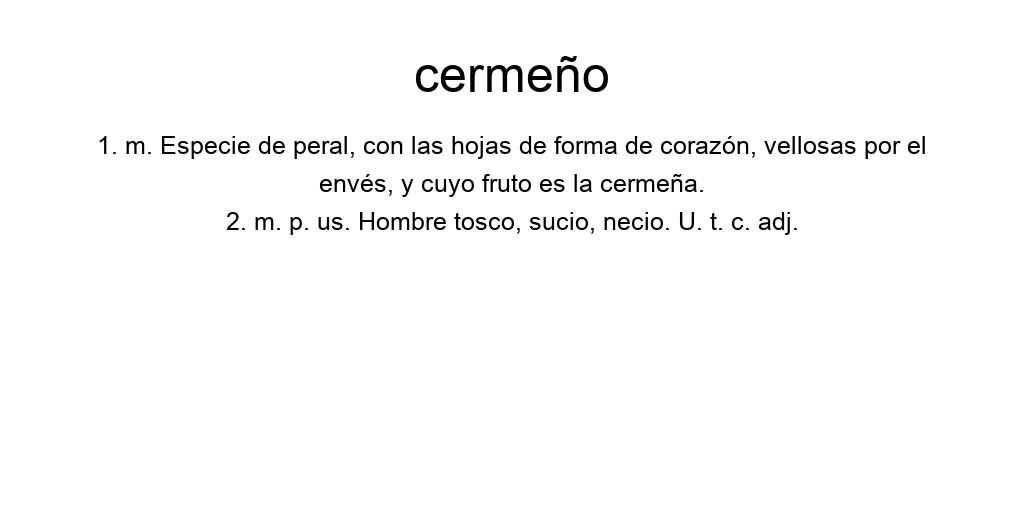 cermeño
1. m. Especie de peral, con las hojas de forma de corazón, vellosas por el
envés, y cuyo fruto es la cermeña.
2. m. p. us. Hombre tosco, sucio, necio. U. t. c. adj.